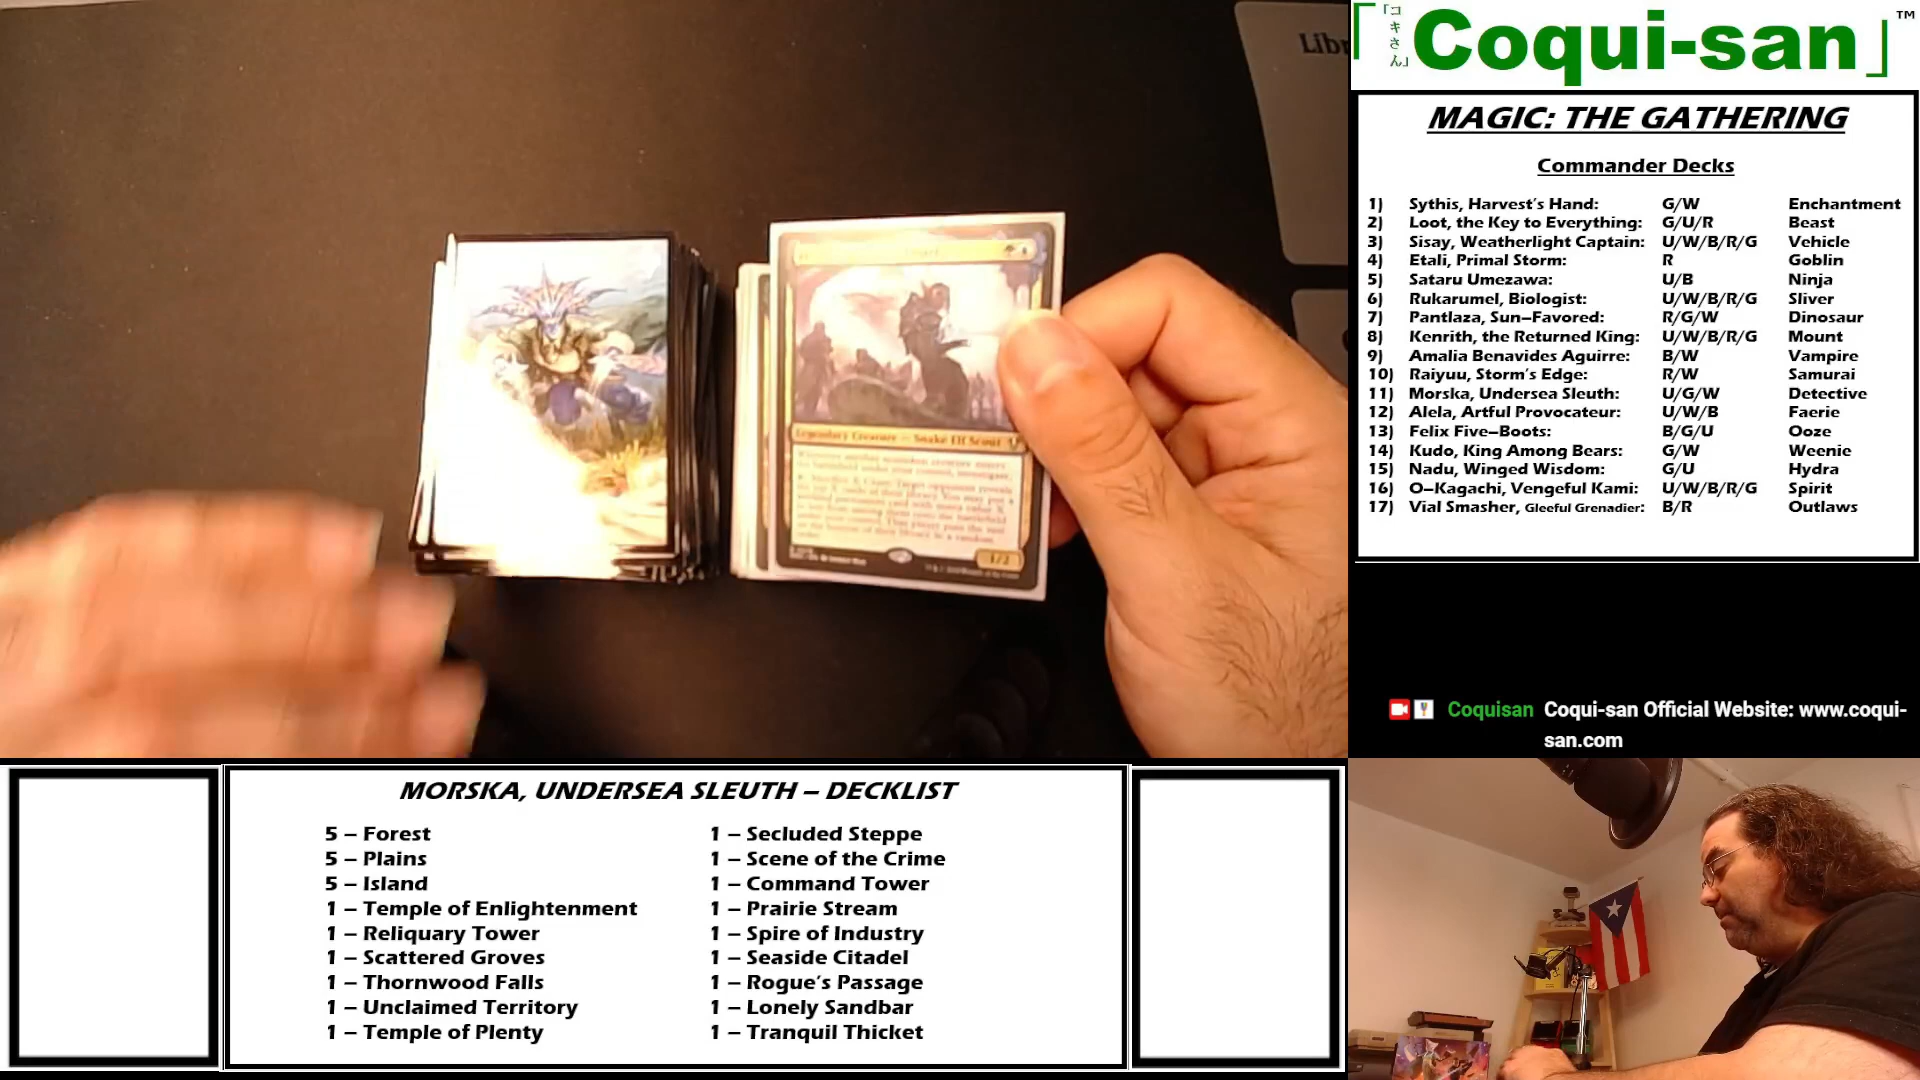 Libr
「コキさん」
「Coqui-san」™
MAGIC: THE GATHERING
Commander Decks
1) Sythis, Harvest's Hand: G/W Enchantment
2) Loot, the Key to Everything: G/U/R Beast
3) Sisay, Weatherlight Captain: U/W/B/R/G Vehicle
4) Etali, Primal Storm: R Goblin
5) Sataru Umezawa: U/B Ninja
6) Rukarumel, Biologist: U/W/B/R/G Sliver
7) Pantlaza, Sun–Favored: R/G/W Dinosaur
8) Kenrith, the Returned King: U/W/B/R/G Mount
9) Amalia Benavides Aguirre: B/W Vampire
10) Raiyuu, Storm's Edge: R/W Samurai
11) Morska, Undersea Sleuth: U/G/W Detective
12) Alela, Artful Provocateur: U/W/B Faerie
13) Felix Five–Boots: B/G/U Ooze
14) Kudo, King Among Bears: G/W Weenie
15) Nadu, Winged Wisdom: G/U Hydra
16) O–Kagachi, Vengeful Kami: U/W/B/R/G Spirit
17) Vial Smasher, Gleeful Grenadier: B/R Outlaws
Legendary Creature — Snake Elf Scout
1/2
Coquisan Coqui-san Official Website: www.coqui-
san.com
MORSKA, UNDERSEA SLEUTH – DECKLIST
5 – Forest
5 – Plains
5 – Island
1 – Temple of Enlightenment
1 – Reliquary Tower
1 – Scattered Groves
1 – Thornwood Falls
1 – Unclaimed Territory
1 – Temple of Plenty
1 – Secluded Steppe
1 – Scene of the Crime
1 – Command Tower
1 – Prairie Stream
1 – Spire of Industry
1 – Seaside Citadel
1 – Rogue's Passage
1 – Lonely Sandbar
1 – Tranquil Thicket